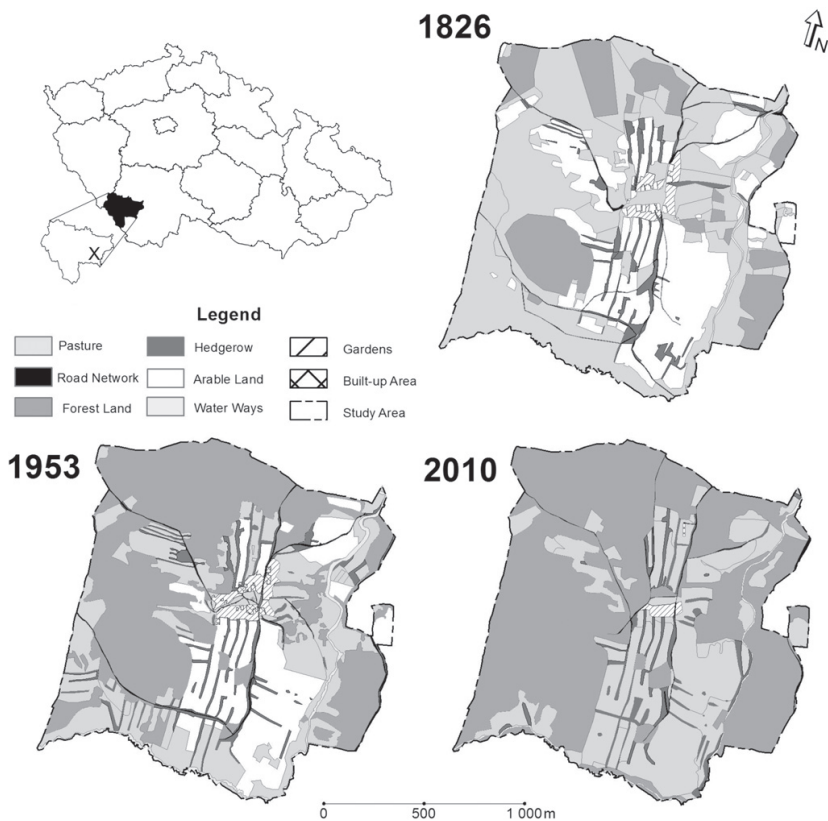 1826
N
X
Legend
Pasture
Hedgerow
Gardens
Road Network
Arable Land
Built-up Area
Forest Land
Water Ways
Study Area
1953
2010
0 500 1 000m